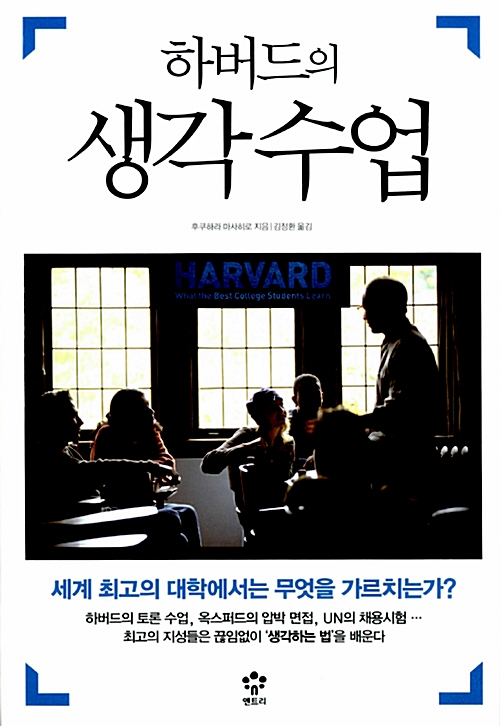 하버드의
생각 수업
후쿠하라 마사히로 지음 | 김정환 옮김
HARVARD
What the Best College Students Learn
세계 최고의 대학에서는 무엇을 가르치는가?
하버드의 토론 수업, 옥스퍼드의 압박 면접, UN의 채용시험 …
최고의 지성들은 끊임없이 '생각하는 법'을 배운다
엔트리